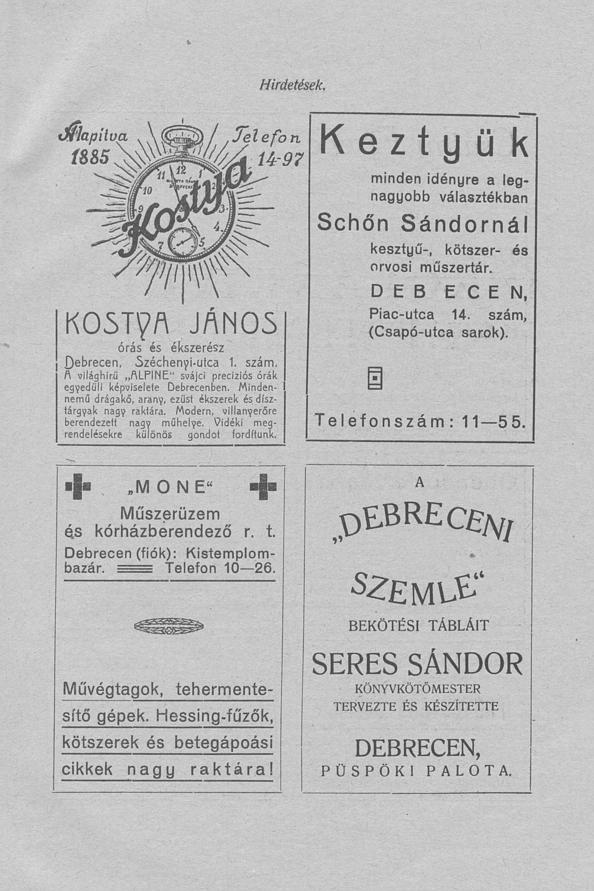 Hirdetések.
Alapitva
1885
Telefon
14-97
Kostya
KOSTYA JÁNOS
órás és ékszerész
Debrecen, Széchenyi-utca 1. szám.
A világhírű „ALPINE“ svájci preciziós órák
egyedüli képviselete Debrecenben. Minden-
nemű drágakő, arany, ezüst ékszerek és dísz-
tárgyak nagy raktára. Modern, villanyerőre
berendezett nagy műhelye. Vidéki meg-
rendelésekre különös gondot fordítunk.
Keztyük
minden idényre a leg-
nagyobb választékban
Schőn Sándornál
kesztyű-, kötszer- és
orvosi műszertár.
DEB ECEN,
Piac-utca 14. szám,
(Csapó-utca sarok).
Telefonszám: 11—55.
„MONE“
Műszerüzem
és kórházberendező r. t.
Debrecen (fiók): Kistemplom-
bazár. Telefon 10—26.
Művégtagok, tehermente-
sítő gépek. Hessing-fűzők,
kötszerek és betegápoási
cikkek nagy raktára!
A
„DEBRECENI
SZEMLE“
BEKÖTÉSI TÁBLÁIT
SERES SÁNDOR
KÖNYVKÖTŐMESTER
TERVEZTE ÉS KÉSZÍTETTE
DEBRECEN,
PÜSPÖKI PALOTA.